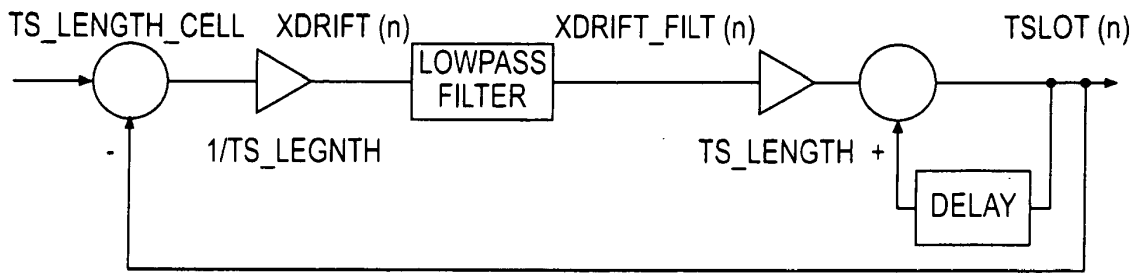 TS_LENGTH_CELL
XDRIFT (n)
LOWPASS
FILTER
XDRIFT_FILT (n)
TSLOT (n)
-
1/TS_LEGNTH
TS_LENGTH
+
DELAY